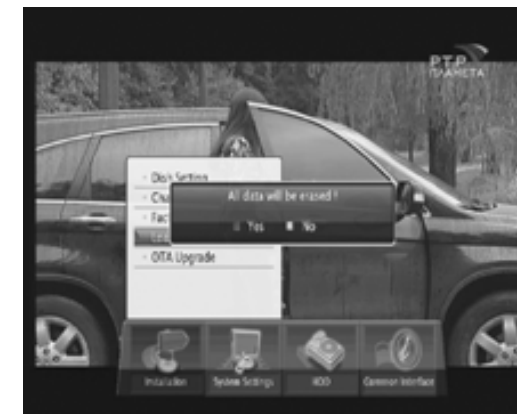 РТР
ПЛАНЕТА
Dish Setting
All data will be erased !
Yes No
OTA Upgrade
Installation System Settings HDD Common Interface